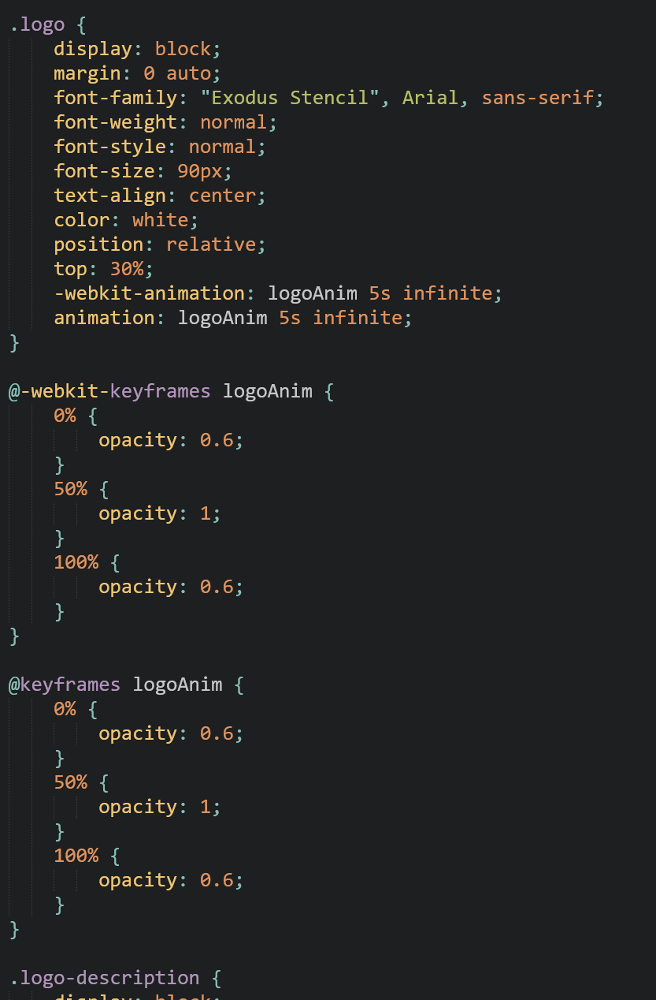 .logo {
    display: block;
    margin: 0 auto;
    font-family: "Exodus Stencil", Arial, sans-serif;
    font-weight: normal;
    font-style: normal;
    font-size: 90px;
    text-align: center;
    color: white;
    position: relative;
    top: 30%;
    -webkit-animation: logoAnim 5s infinite;
    animation: logoAnim 5s infinite;
}

@-webkit-keyframes logoAnim {
    0% {
        opacity: 0.6;
    }
    50% {
        opacity: 1;
    }
    100% {
        opacity: 0.6;
    }
}

@keyframes logoAnim {
    0% {
        opacity: 0.6;
    }
    50% {
        opacity: 1;
    }
    100% {
        opacity: 0.6;
    }
}

.logo-description {
    display: block;